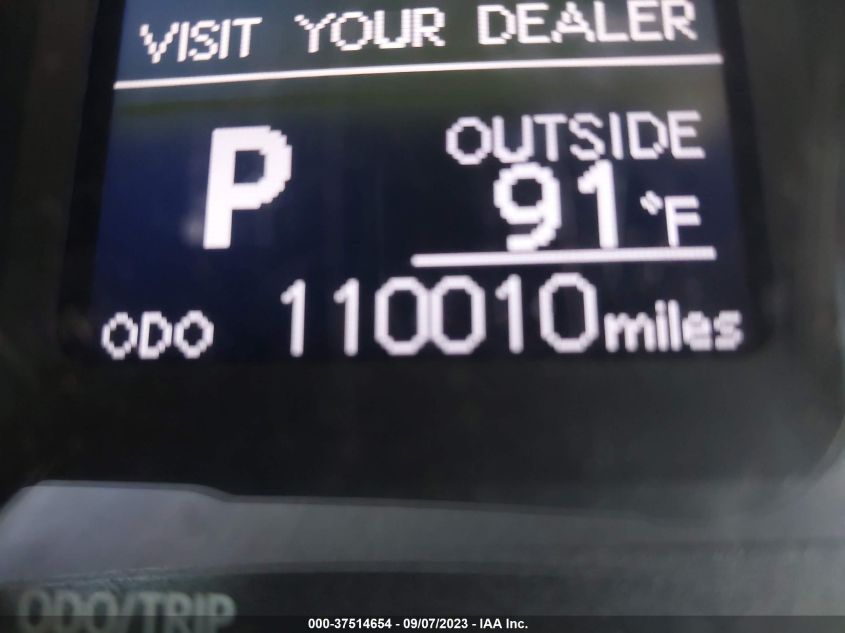 VISIT YOUR DEALER
P
OUTSIDE
91°F
ODO 110010 miles
ODO/TRIP
000-37514654 - 09/07/2023 - IAA Inc.